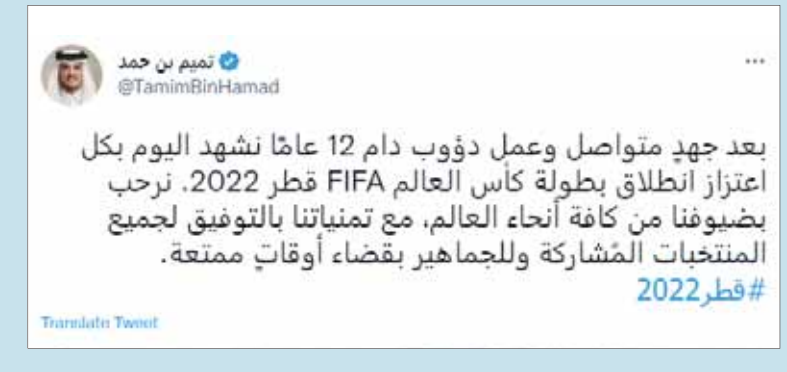 تميم بن حمد
@TamimBinHamad
بعد جهدٍ متواصل وعمل دؤوب دام 12 عامًا نشهد اليوم بكل
اعتزاز انطلاق بطولة كأس العالم FIFA قطر 2022. نرحب
بضيوفنا من كافة أنحاء العالم، مع تمنياتنا بالتوفيق لجميع
المنتخبات المُشاركة وللجماهير بقضاء أوقاتٍ ممتعة.
#قطر2022
Translate Tweet